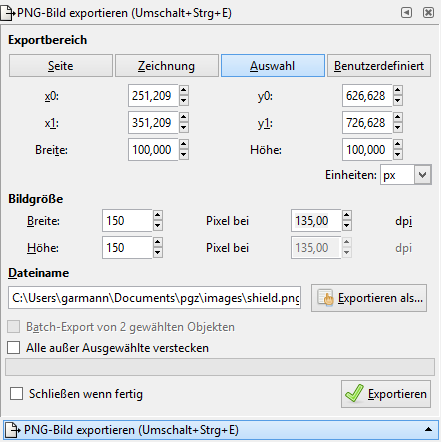 PNG-Bild exportieren (Umschalt+Strg+E)
Exportbereich
Seite Zeichnung Auswahl Benutzerdefiniert
x0: 251,209 y0: 626,628
x1: 351,209 y1: 726,628
Breite: 100,000 Höhe: 100,000
Einheiten: px
Bildgröße
Breite: 150 Pixel bei 135,00 dpi
Höhe: 150 Pixel bei 135,00 dpi
Dateiname
C:\Users\garmann\Documents\pgz\images\shield.png Exportieren als...
Batch-Export von 2 gewählten Objekten
Alle außer Ausgewählte verstecken
Schließen wenn fertig Exportieren
PNG-Bild exportieren (Umschalt+Strg+E)